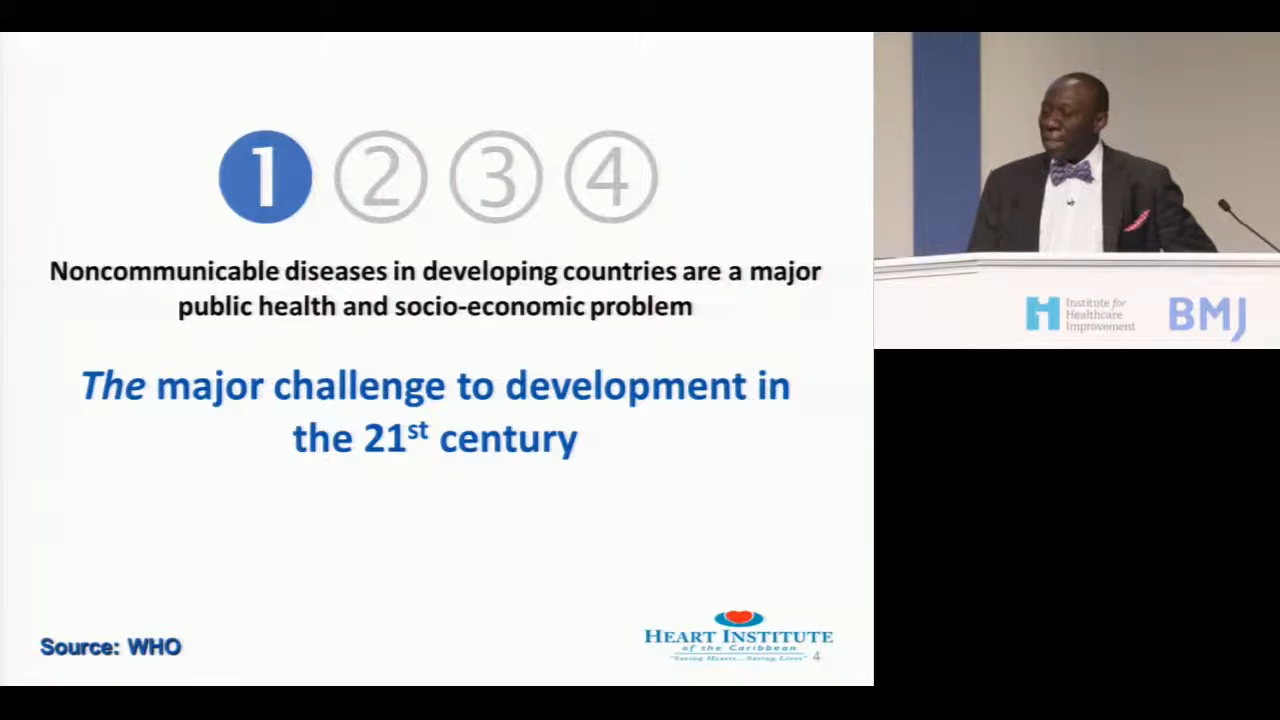 1 2 3 4
Noncommunicable diseases in developing countries are a major
public health and socio-economic problem
The major challenge to development in
the 21st century
Source: WHO
HEART INSTITUTE
of the Caribbean
"Saving Hearts...Saving Lives"
4
Institute for
Healthcare
Improvement
BMJ